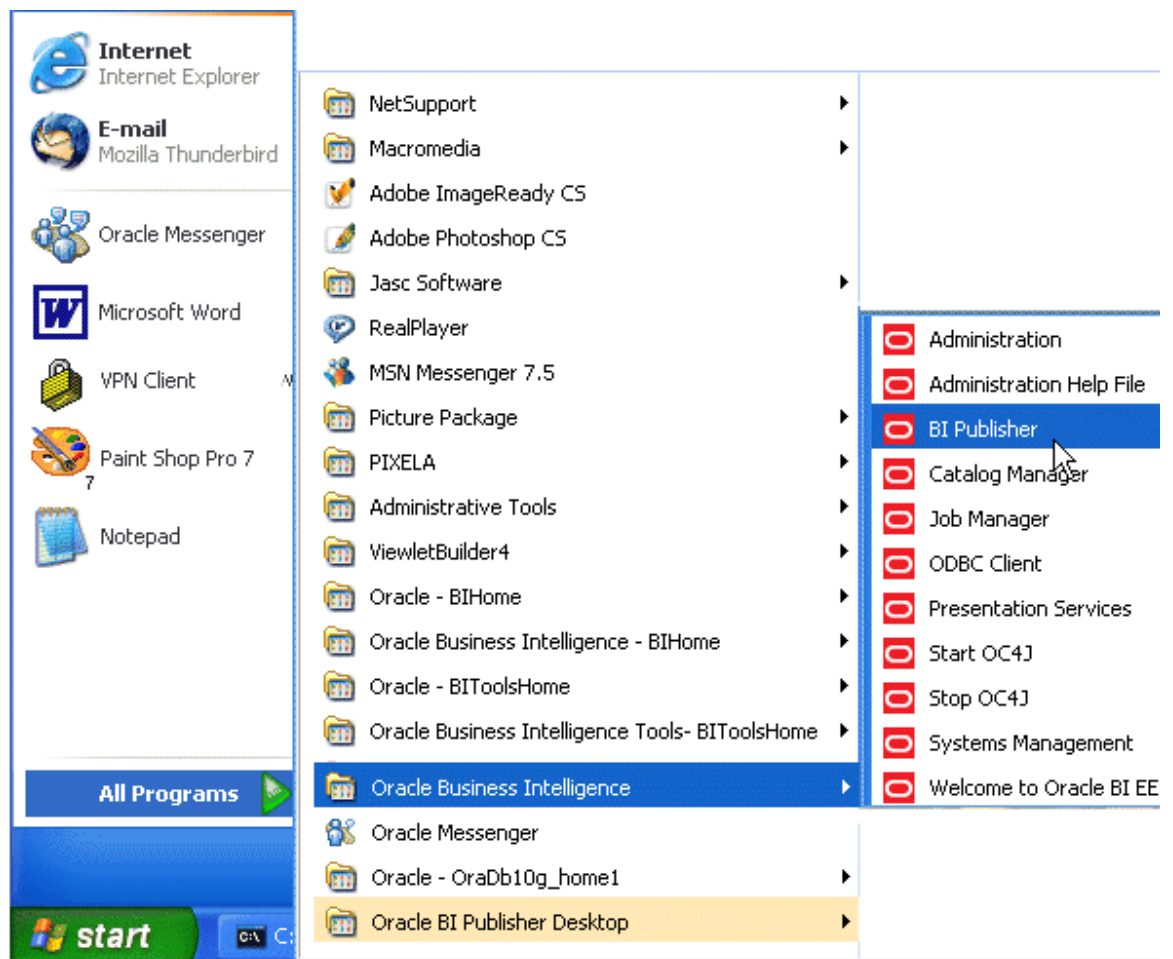 Internet
Internet Explorer
E-mail
Mozilla Thunderbird
Oracle Messenger
Microsoft Word
VPN Client
Paint Shop Pro 7
7
Notepad
All Programs
start
C:\
C:
NetSupport
Macromedia
Adobe ImageReady CS
Adobe Photoshop CS
Jasc Software
RealPlayer
MSN Messenger 7.5
Picture Package
PIXELA
Administrative Tools
ViewletBuilder4
Oracle - BIHome
Oracle Business Intelligence - BIHome
Oracle - BIToolsHome
Oracle Business Intelligence Tools- BIToolsHome
Oracle Business Intelligence
Oracle Messenger
Oracle - OraDb10g_home1
Oracle BI Publisher Desktop
Administration
Administration Help File
BI Publisher
Catalog Manager
Job Manager
ODBC Client
Presentation Services
Start OC4J
Stop OC4J
Systems Management
Welcome to Oracle BI EE